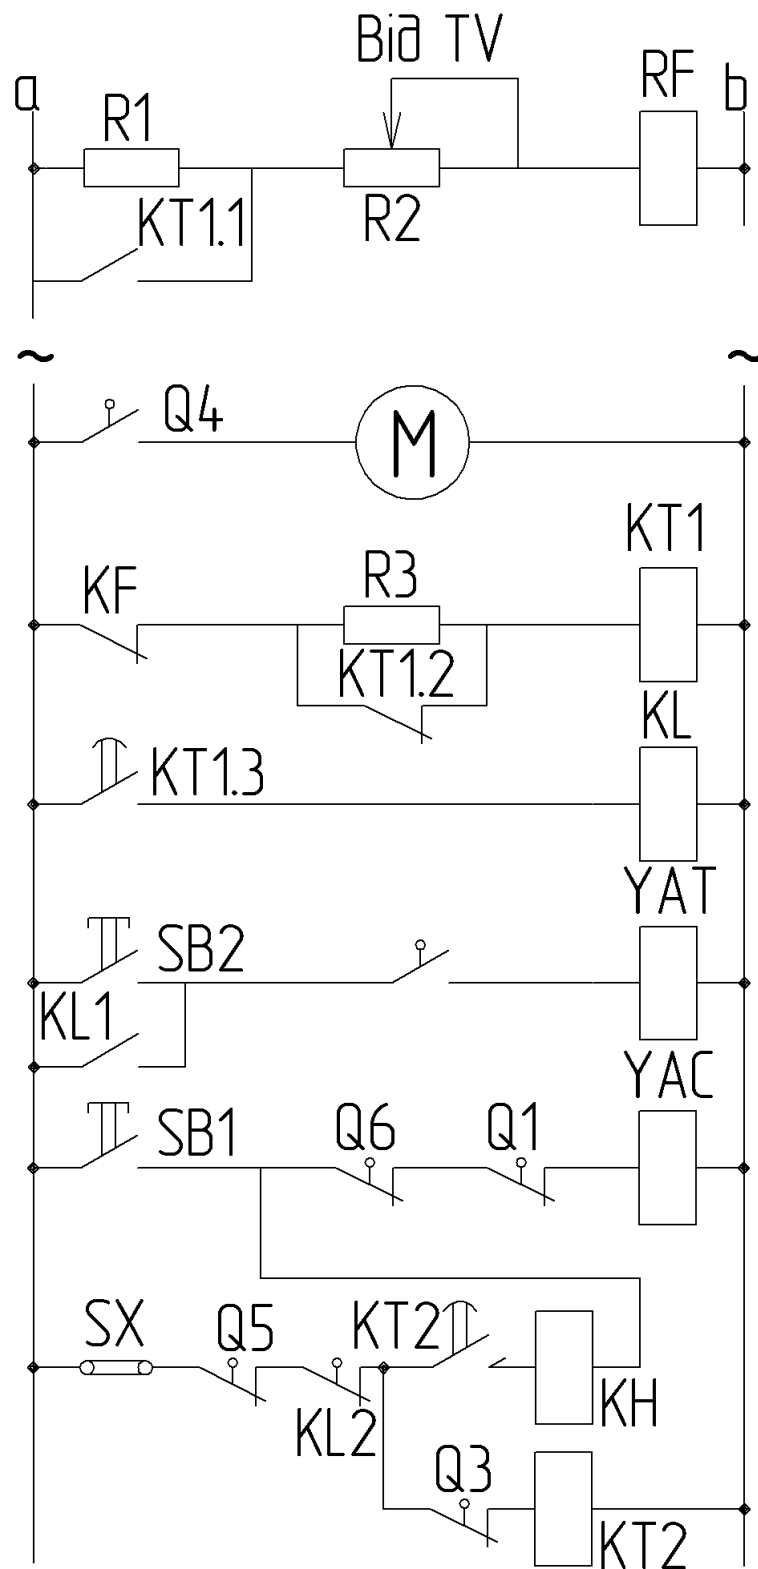 Від TV
a
R1
RF
b
KT1.1
R2
~
~
Q4
M
KT1
KF
R3
KT1.2
KL
KT1.3
YAT
SB2
KL1
YAC
SB1
Q6
Q1
SX
Q5
KT2
KH
KL2
Q3
KT2